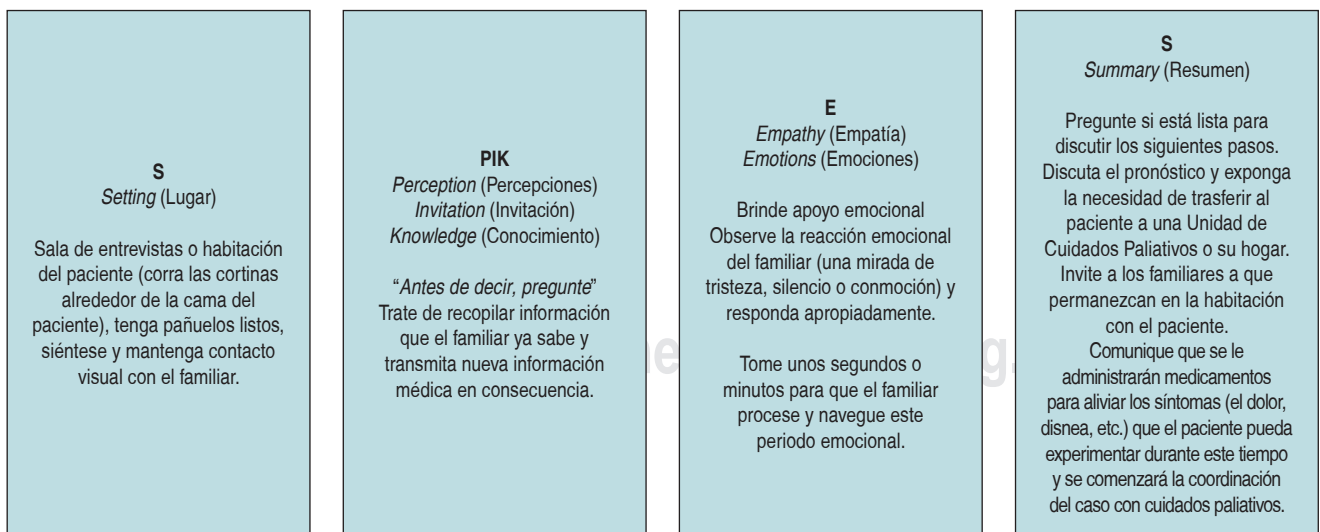 S
Setting (Lugar)
Sala de entrevistas o habitación
del paciente (corra las cortinas
alrededor de la cama del
paciente), tenga pañuelos listos,
siéntese y mantenga contacto
visual con el familiar.
PIK
Perception (Percepciones)
Invitation (Invitación)
Knowledge (Conocimiento)
“Antes de decir, pregunte”
Trate de recopilar información
que el familiar ya sabe y
transmita nueva información
médica en consecuencia.
E
Empathy (Empatía)
Emotions (Emociones)
Brinde apoyo emocional
Observe la reacción emocional
del familiar (una mirada de
tristeza, silencio o conmoción) y
responda apropiadamente.
Tome unos segundos o
minutos para que el familiar
procese y navegue este
periodo emocional.
S
Summary (Resumen)
Pregunte si está lista para
discutir los siguientes pasos.
Discuta el pronóstico y exponga
la necesidad de trasferir al
paciente a una Unidad de
Cuidados Paliativos o su hogar.
Invite a los familiares a que
permanezcan en la habitación
con el paciente.
Comunique que se le
administrarán medicamentos
para aliviar los síntomas (el dolor,
disnea, etc.) que el paciente pueda
experimentar durante este tiempo
y se comenzará la coordinación
del caso con cuidados paliativos.